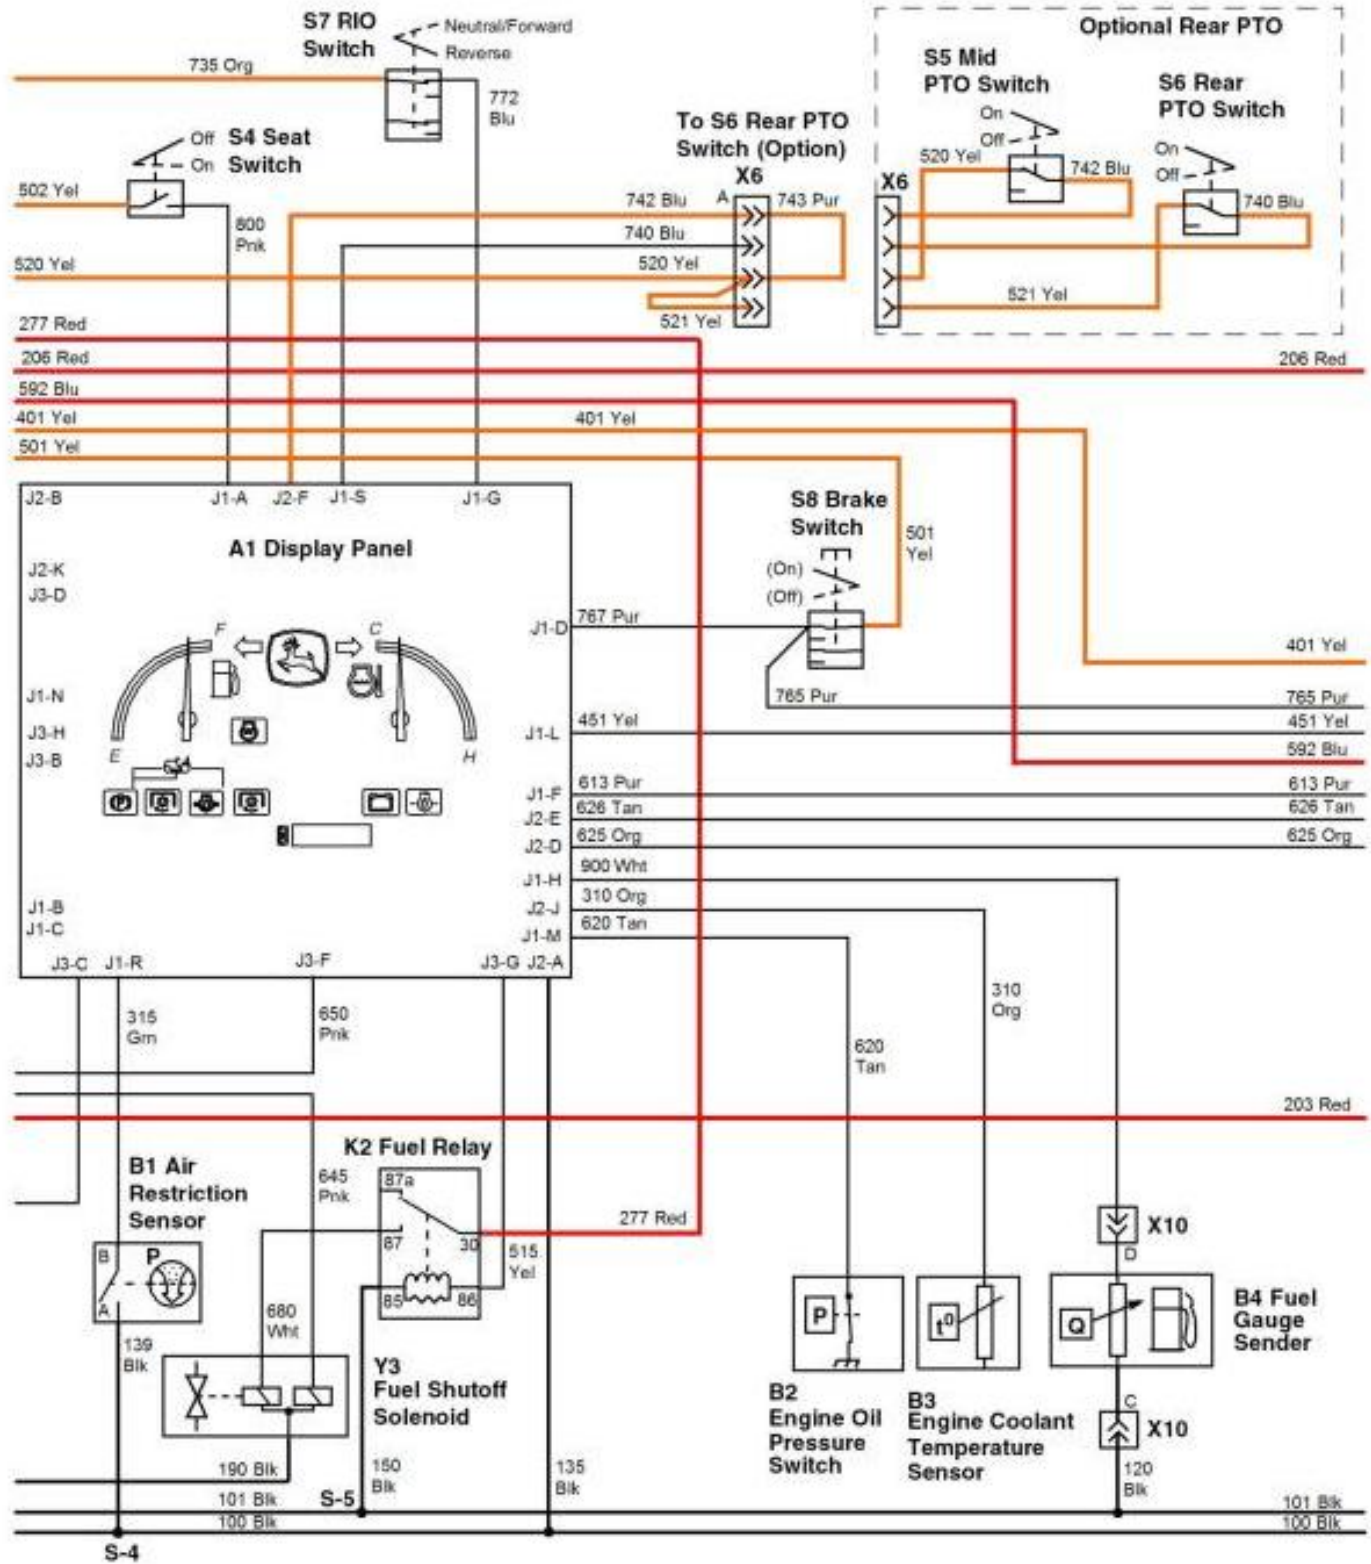 S7 RIO
Switch
Neutral/Forward
Reverse
735 Org
772
Blu
Off
On
S4 Seat
Switch
502 Yel
800
Pnk
520 Yel
To S6 Rear PTO
Switch (Option)
X6
742 Blu
A
743 Pur
740 Blu
520 Yel
521 Yel
Optional Rear PTO
S5 Mid
PTO Switch
On
Off
520 Yel
742 Blu
S6 Rear
PTO Switch
On
Off
740 Blu
X6
521 Yel
277 Red
206 Red
206 Red
592 Blu
401 Yel
401 Yel
501 Yel
J2-B
J1-A
J2-F
J1-S
J1-G
A1 Display Panel
J2-K
J3-D
J1-N
J3-H
J3-B
J1-B
J1-C
F
E
C
H
P
S8 Brake
Switch
(On)
(Off)
501
Yel
J1-D
767 Pur
401 Yel
765 Pur
765 Pur
J1-L
451 Yel
451 Yel
592 Blu
J1-F
613 Pur
613 Pur
J2-E
626 Tan
626 Tan
J2-D
625 Org
625 Org
J1-H
900 Wht
J2-J
310 Org
J1-M
620 Tan
J3-C
J1-R
J3-F
J3-G
J2-A
315
Grn
650
Pnk
310
Org
620
Tan
203 Red
K2 Fuel Relay
B1 Air
Restriction
Sensor
645
Pnk
87a
87
30
85
86
277 Red
515
Yel
B
P
A
680
Wht
139
Blk
Y3
Fuel Shutoff
Solenoid
X10
D
P
t⁰
Q
B4 Fuel
Gauge
Sender
B2
Engine Oil
Pressure
Switch
B3
Engine Coolant
Temperature
Sensor
C
X10
190 Blk
150
Blk
135
Blk
120
Blk
101 Blk
S-5
101 Blk
100 Blk
100 Blk
S-4